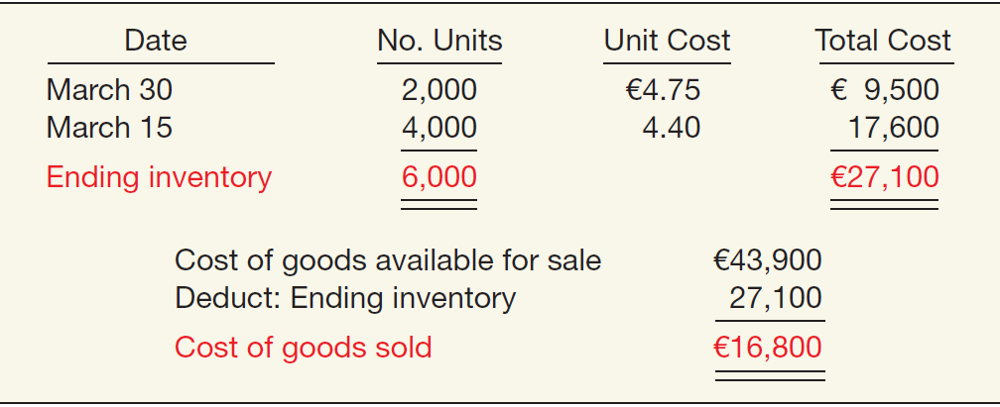 Date No. Units Unit Cost Total Cost
March 30 2,000 €4.75 € 9,500
March 15 4,000 4.40 17,600
Ending inventory 6,000 €27,100
Cost of goods available for sale €43,900
Deduct: Ending inventory 27,100
Cost of goods sold €16,800